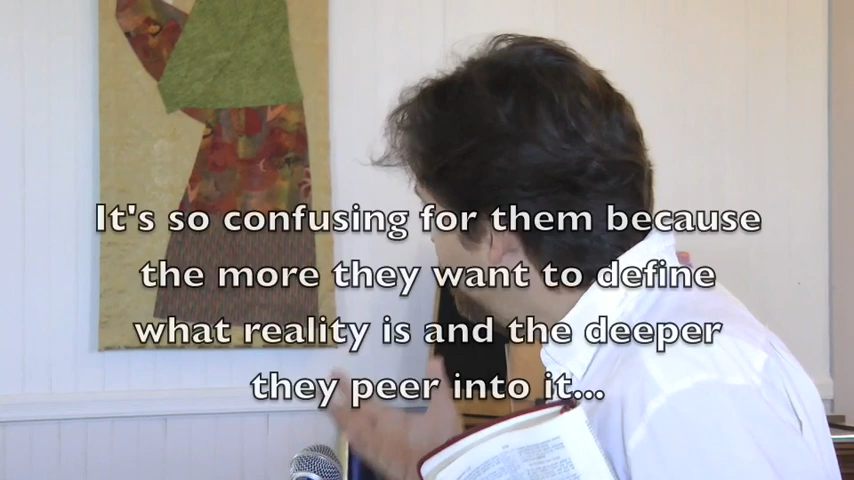 It's so confusing for them because
the more they want to define
what reality is and the deeper
they peer into it...